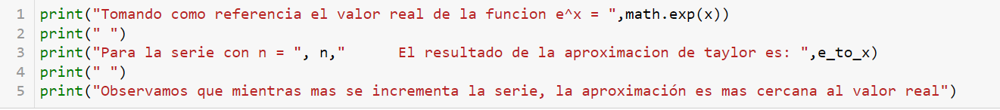 1 print("Tomando como referencia el valor real de la funcion e^x = ",math.exp(x))
2 print(" ")
3 print("Para la serie con n = ", n,"      El resultado de la aproximacion de taylor es: ",e_to_x)
4 print(" ")
5 print("Observamos que mientras mas se incrementa la serie, la aproximación es mas cercana al valor real")